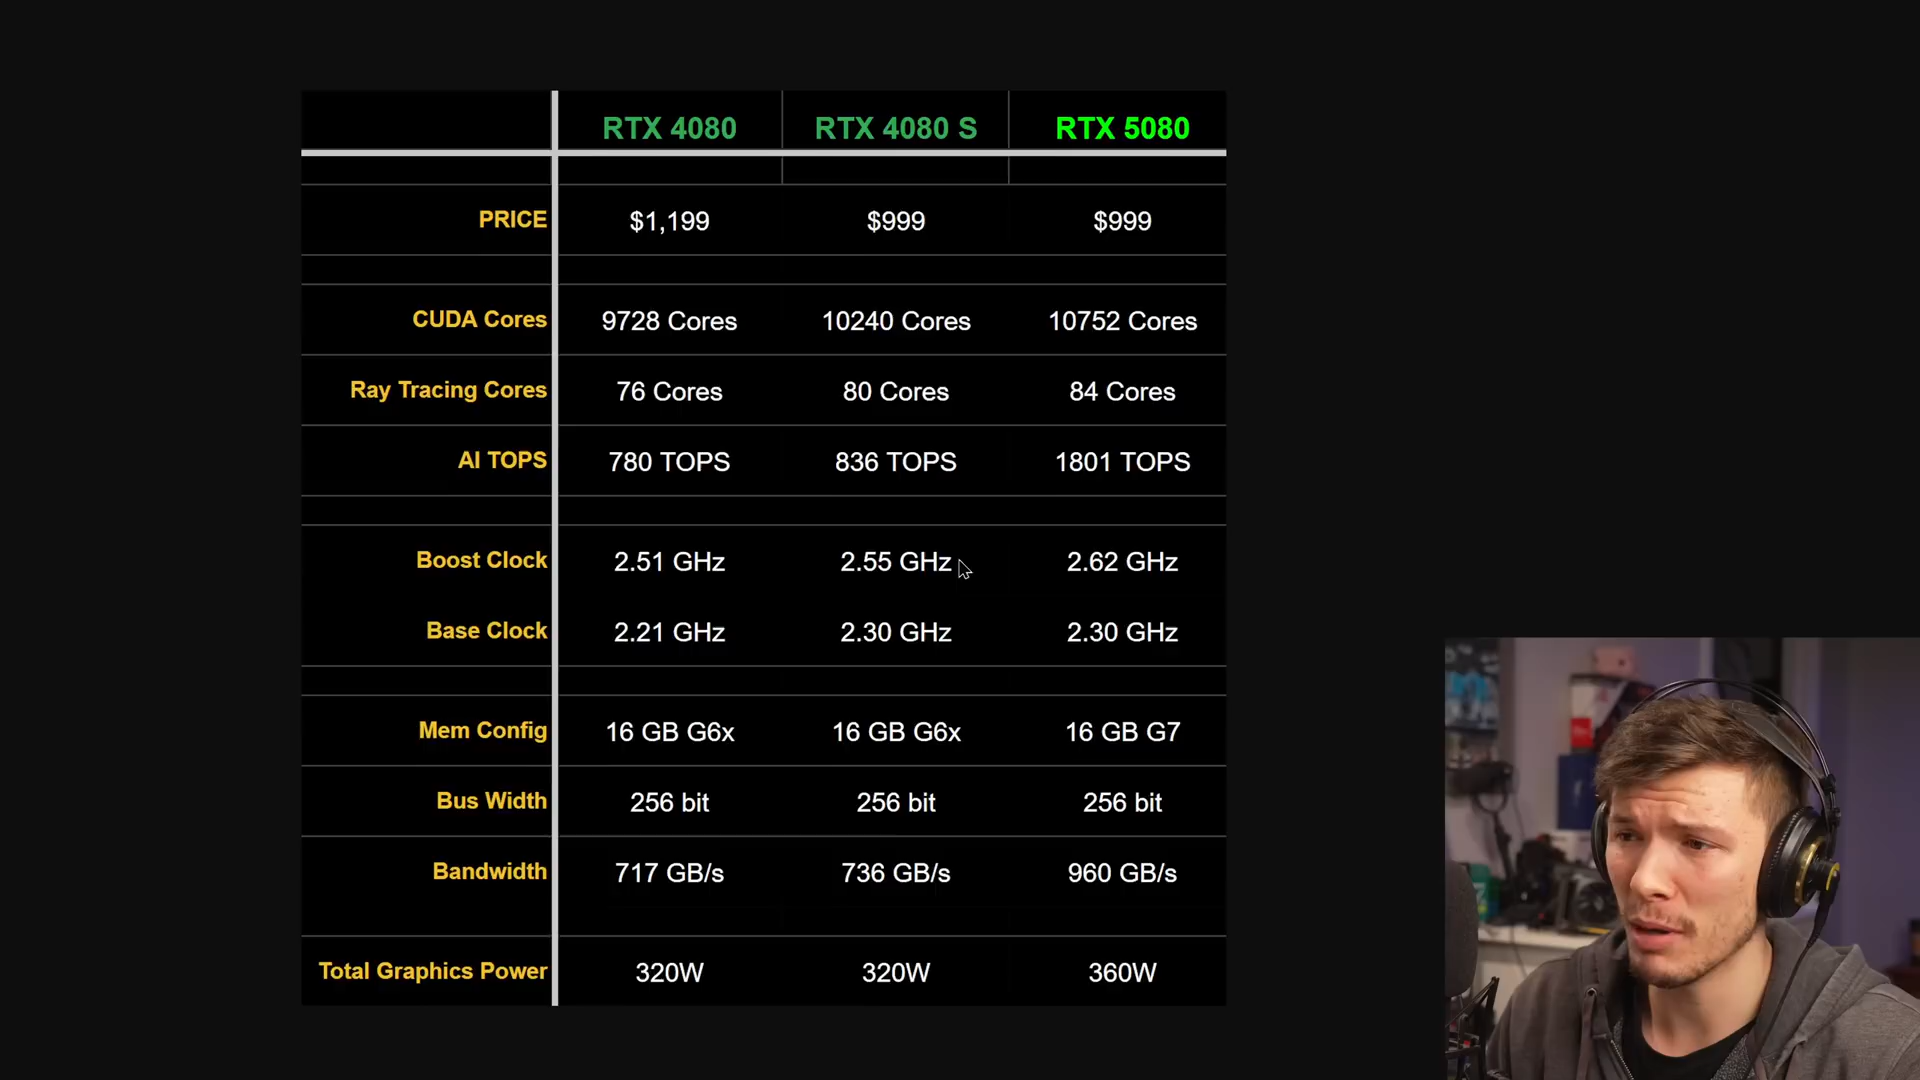 RTX 4080 RTX 4080 S RTX 5080
PRICE $1,199 $999 $999
CUDA Cores 9728 Cores 10240 Cores 10752 Cores
Ray Tracing Cores 76 Cores 80 Cores 84 Cores
AI TOPS 780 TOPS 836 TOPS 1801 TOPS
Boost Clock 2.51 GHz 2.55 GHz 2.62 GHz
Base Clock 2.21 GHz 2.30 GHz 2.30 GHz
Mem Config 16 GB G6x 16 GB G6x 16 GB G7
Bus Width 256 bit 256 bit 256 bit
Bandwidth 717 GB/s 736 GB/s 960 GB/s
Total Graphics Power 320W 320W 360W